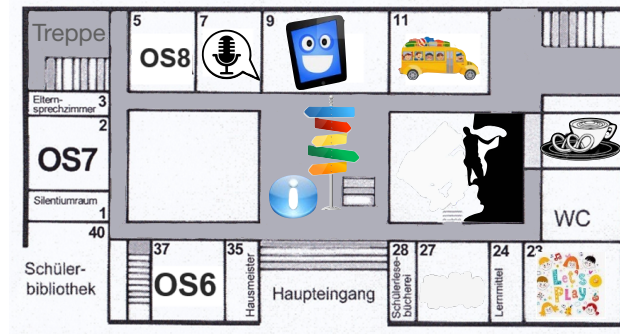 5
7
9
11
Treppe
OS8
Eltern-
sprechzimmer
3
2
OS7
Silentiumraum
1
40
WC
37
35
28
27
24
Schüler-
bibliothek
OS6
Hausmeister
Haupteingang
Schülerlese-
bücherei
Lernmittel
Let's
PLAY